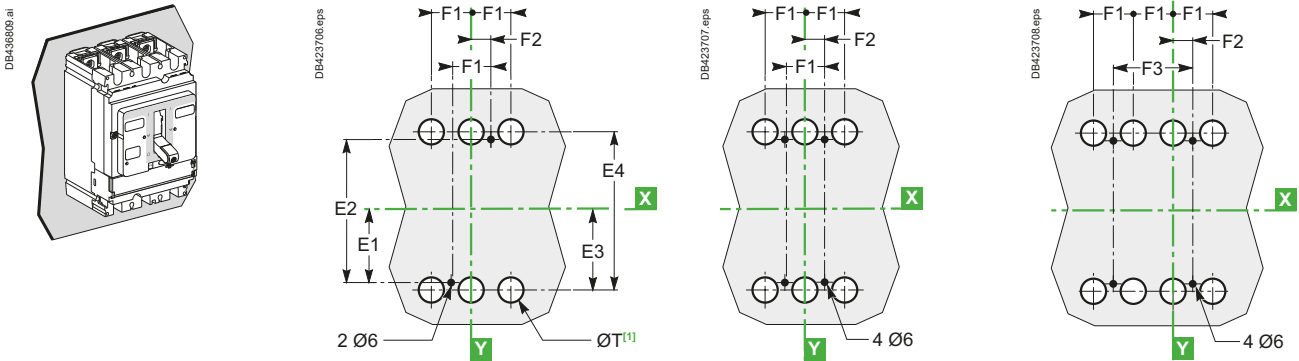 DB436809.ai
DB423706.eps
F1 F1
F2
F1
E4
X
E2
E1
E3
2 Ø6
ØT[1]
Y
DB423707.eps
F1 F1
F2
F1
X
4 Ø6
Y
DB423708.eps
F1 F1 F1
F2
F3
X
4 Ø6
Y